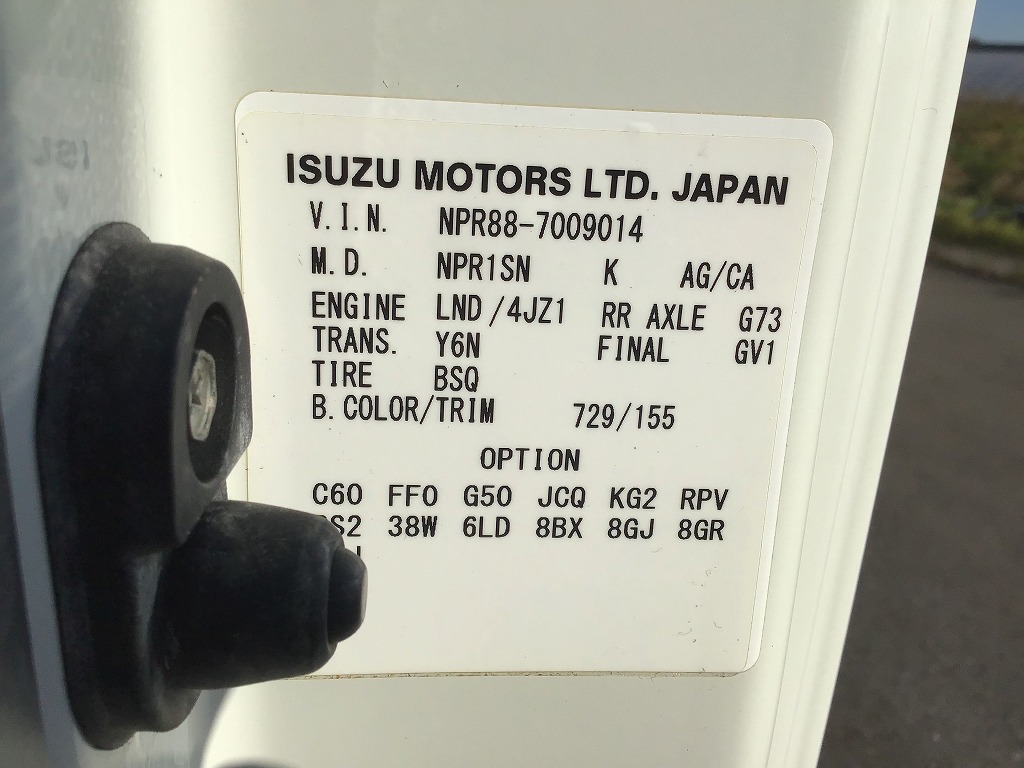 ISUZU MOTORS LTD. JAPAN
V.I.N. NPR88-7009014
M.D. NPR1SN K AG/CA
ENGINE LND/4JZ1 RR AXLE G73
TRANS. Y6N FINAL GV1
TIRE BSQ
B.COLOR/TRIM 729/155
OPTION
C60 FF0 G50 JCQ KG2 RPV
38W 6LD 8BX 8GJ 8GR